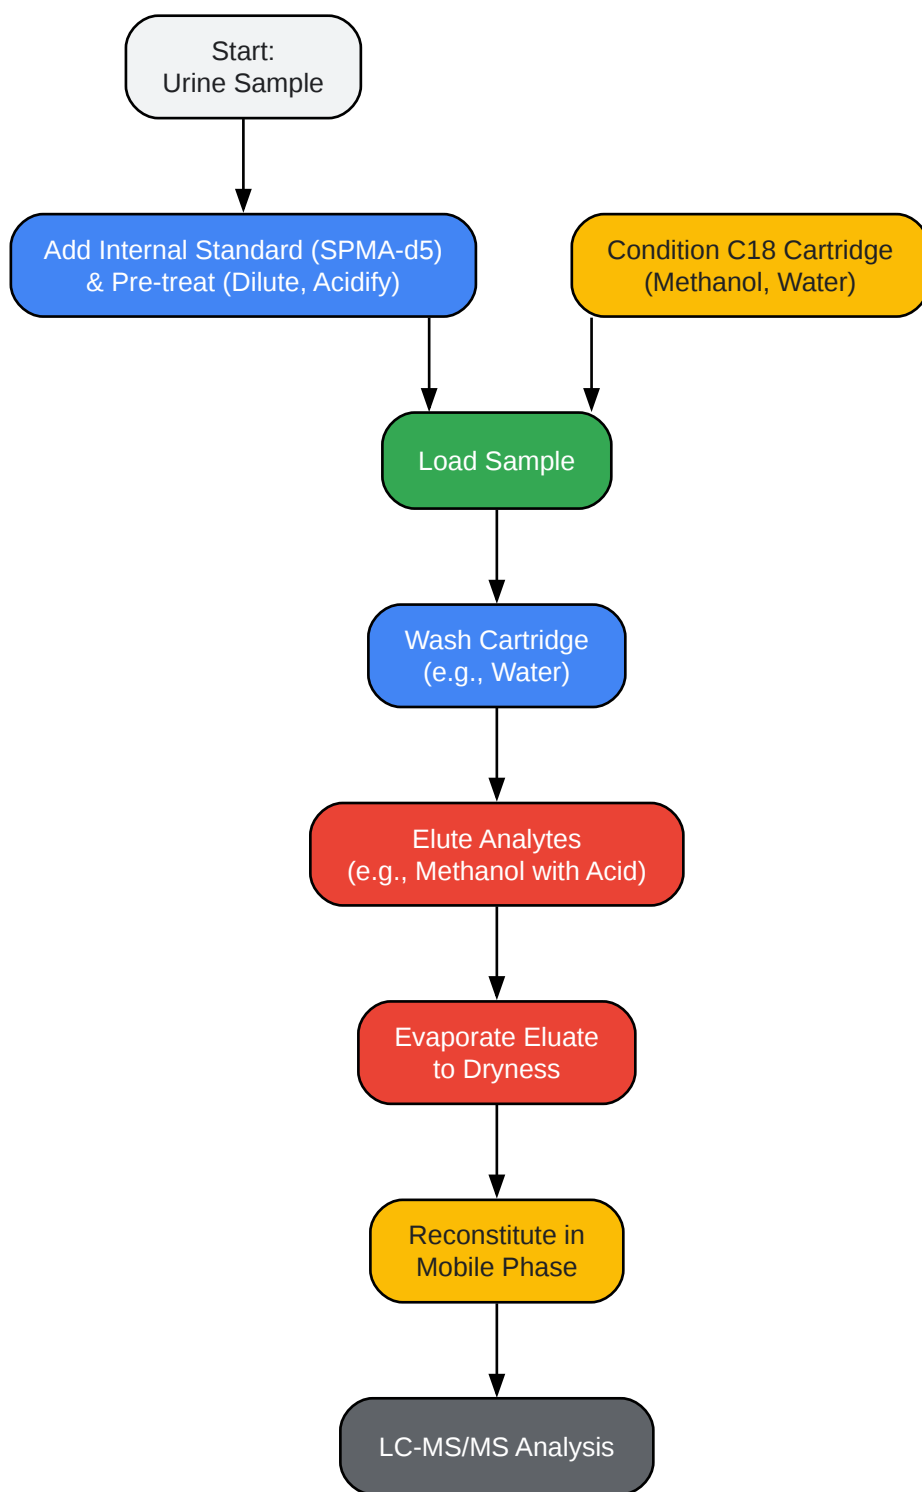 Start:
Urine Sample
Add Internal Standard (SPMA-d5)
& Pre-treat (Dilute, Acidify)
Condition C18 Cartridge
(Methanol, Water)
Load Sample
Wash Cartridge
(e.g., Water)
Elute Analytes
(e.g., Methanol with Acid)
Evaporate Eluate
to Dryness
Reconstitute in
Mobile Phase
LC-MS/MS Analysis